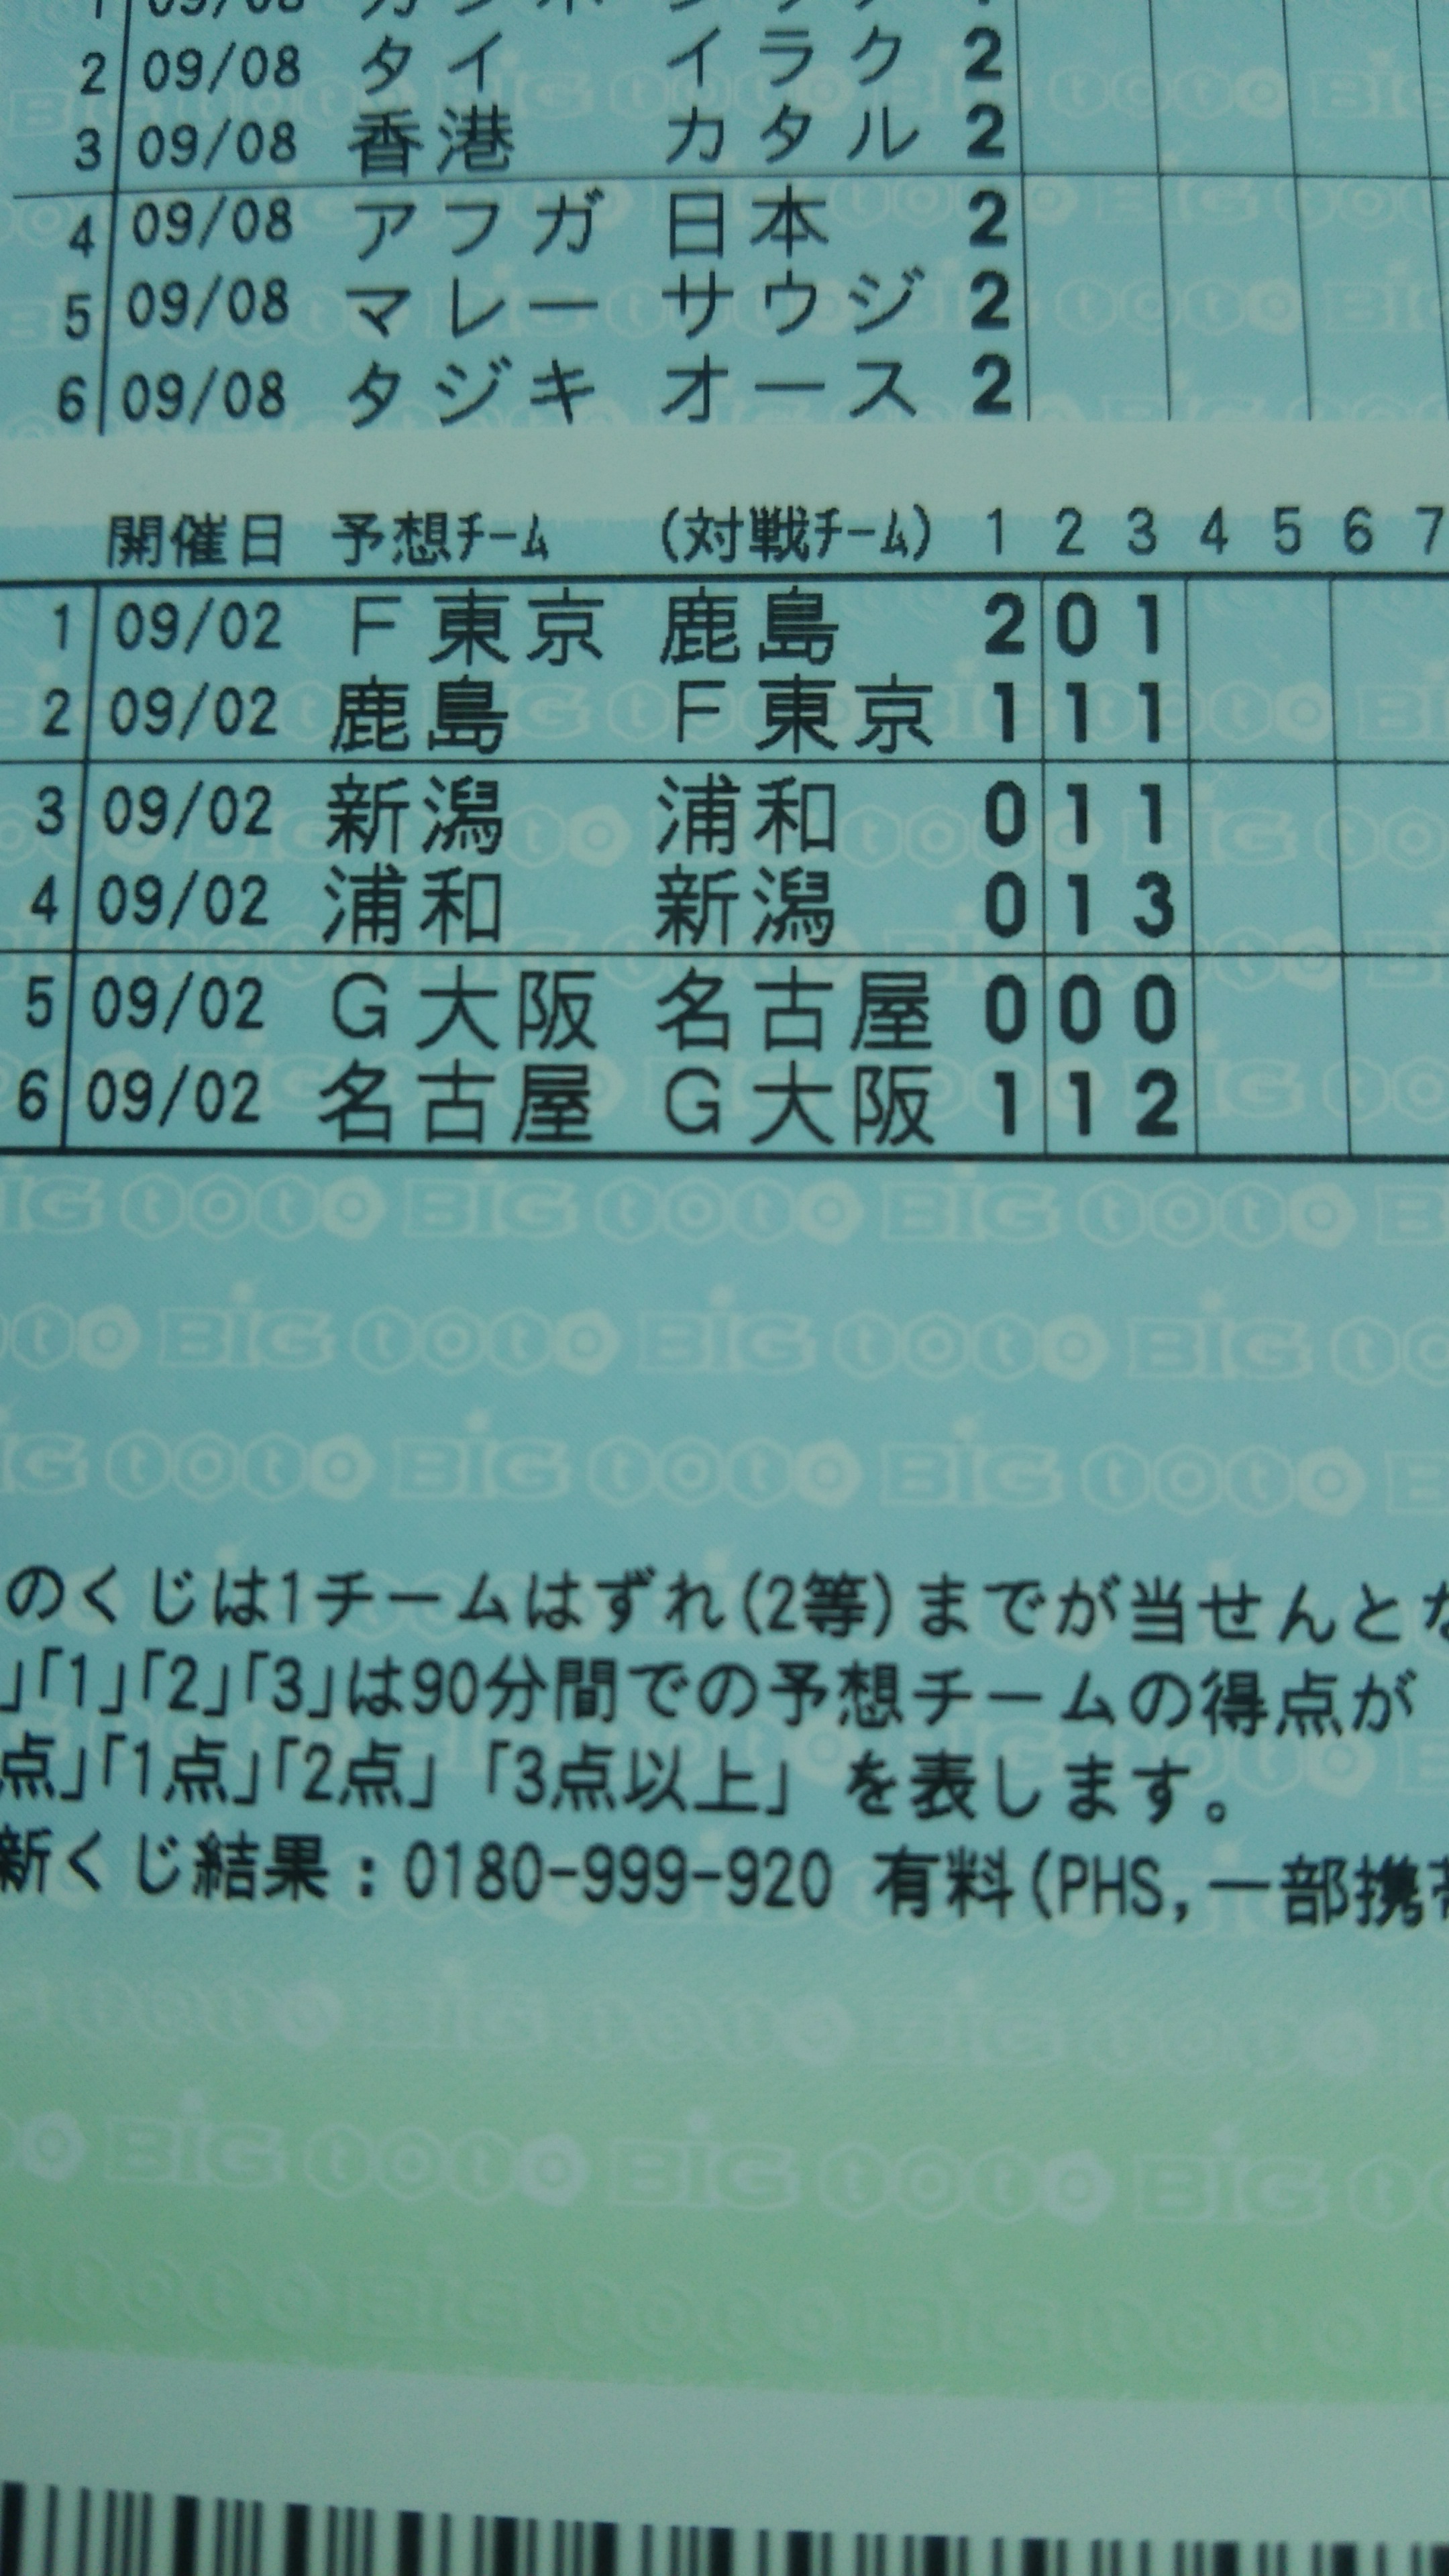 2 09/08 タイ イラク 2
3 09/08 香港 カタル 2
4 09/08 アフガ 日本 2
5 09/08 マレー サウジ 2
6 09/08 タジキ オース 2
開催日 予想チーム (対戦チーム) 1 2 3 4 5 6 7
1 09/02 F東京 鹿島 2 0 1
2 09/02 鹿島 F東京 1 1 1
3 09/02 新潟 浦和 0 1 1
4 09/02 浦和 新潟 0 1 3
5 09/02 G大阪 名古屋 0 0 0
6 09/02 名古屋 G大阪 1 1 2
のくじは1チームはずれ(2等)までが当せんとな
」「1」「2」「3」は90分間での予想チームの得点が
点」「1点」「2点」「3点以上」を表します。
新くじ結果：0180-999-920 有料(PHS,一部携帯